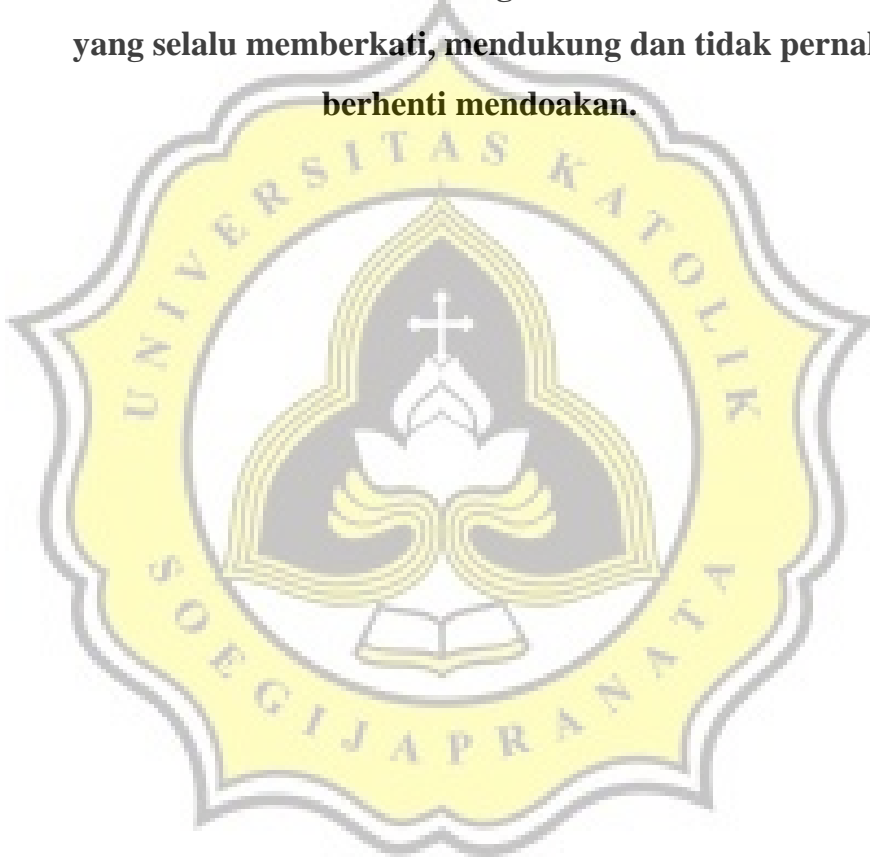 yang selalu memberkati, mendukung dan tidak pernah
berhenti mendoakan.
UNIVERSITAS KATOLIK
SOEGIJAPRANATA